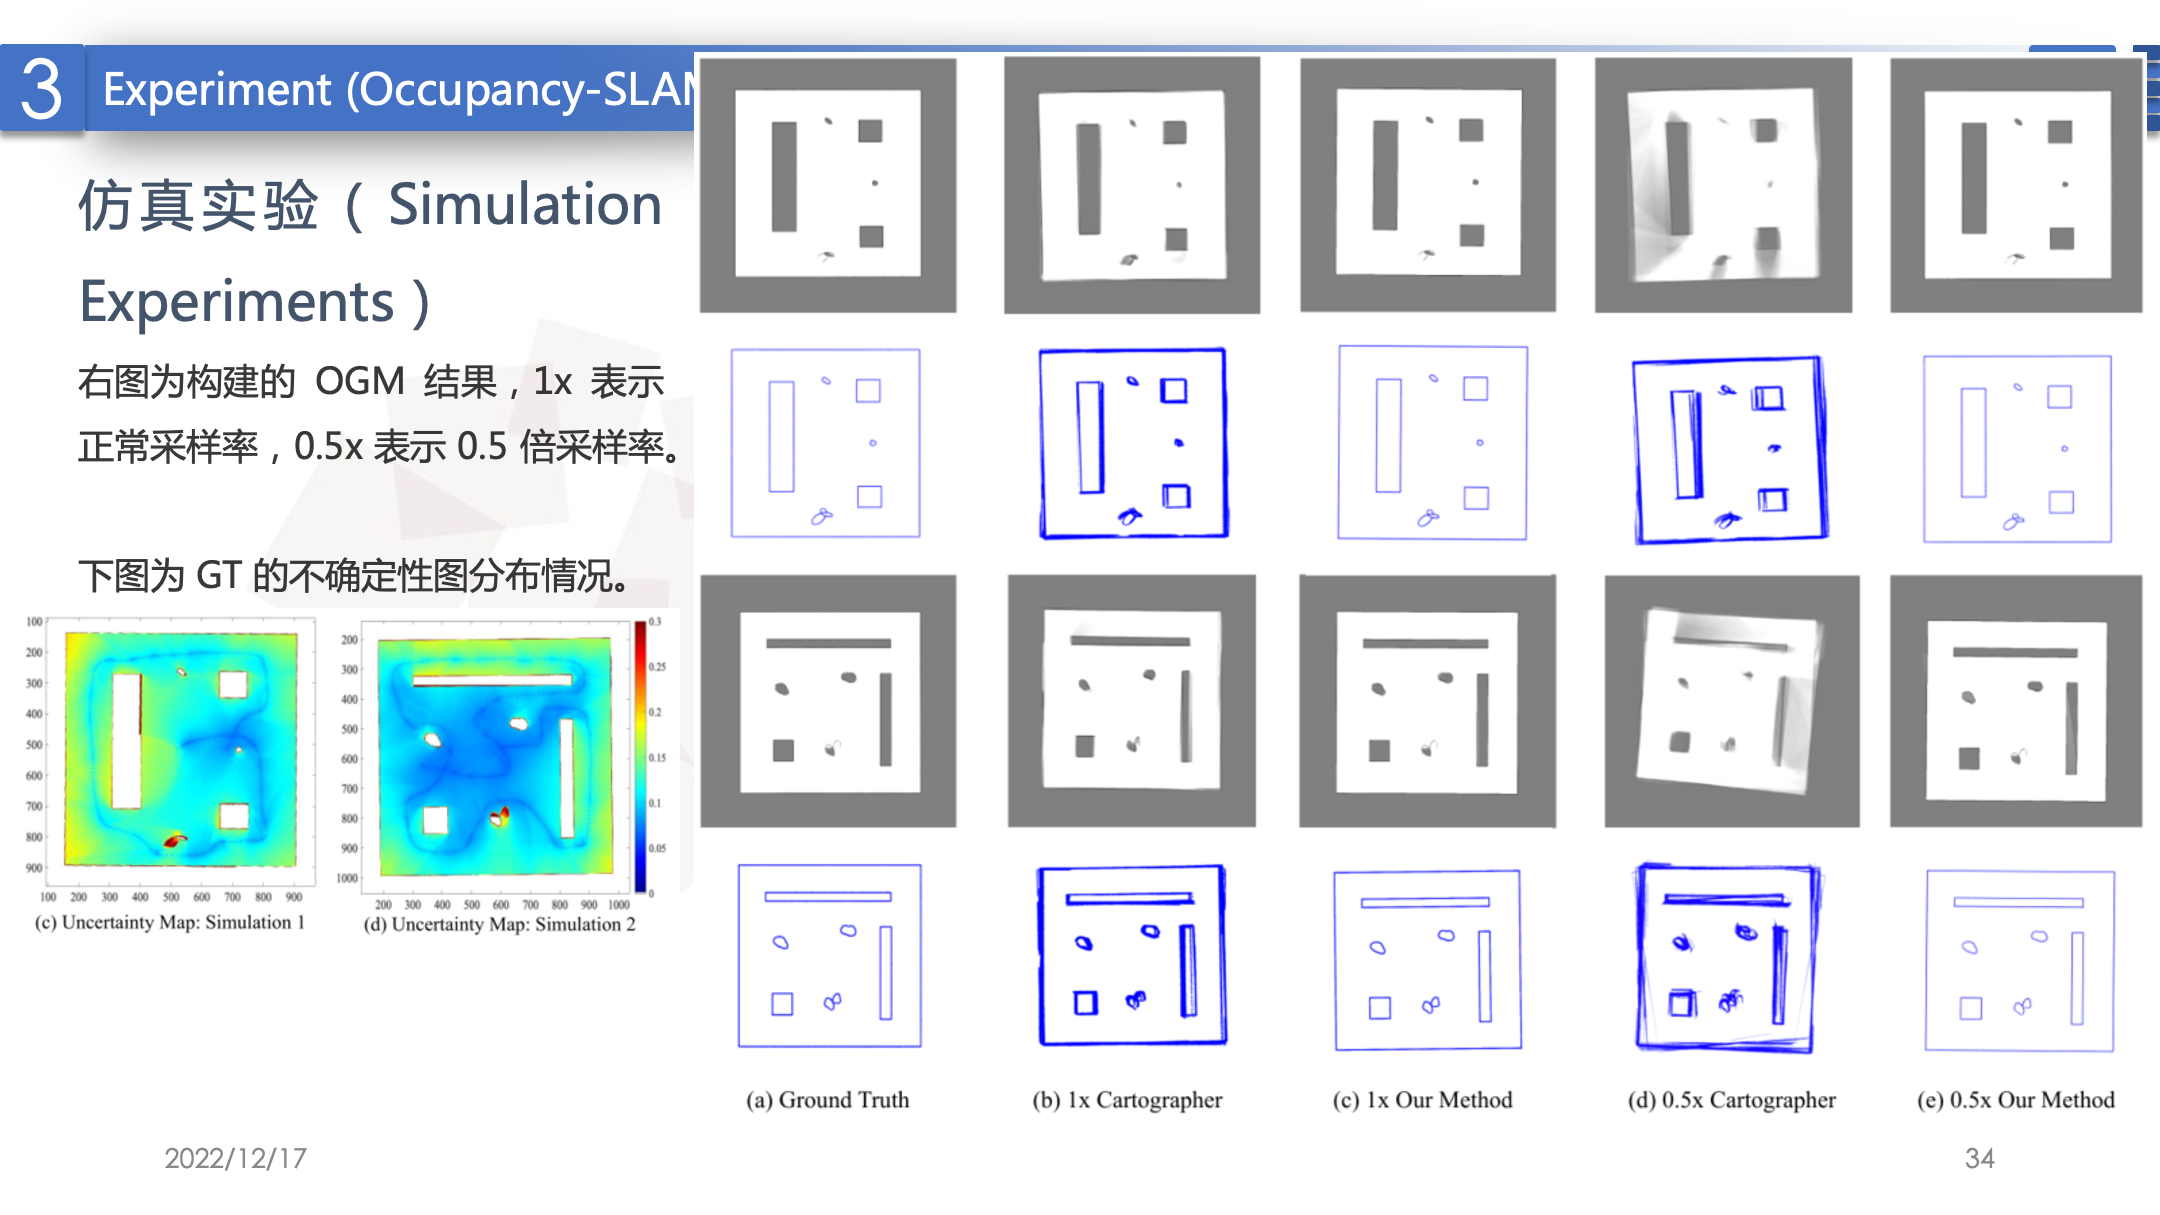 3
Experiment (Occupancy-SLAM
仿真实验（Simulation
Experiments）
右图为构建的 OGM 结果，1x 表示
正常采样率，0.5x 表示 0.5 倍采样率。
下图为 GT 的不确定性图分布情况。
100
200
300
400
500
600
700
800
900
100 200 300 400 500 600 700 800 900
(c) Uncertainty Map: Simulation 1
200
300
400
500
600
700
800
900
1000
200 300 400 500 600 700 800 900 1000
0.3
0.25
0.2
0.15
0.1
0.05
0
(d) Uncertainty Map: Simulation 2
(a) Ground Truth
(b) 1x Cartographer
(c) 1x Our Method
(d) 0.5x Cartographer
(e) 0.5x Our Method
2022/12/17
34